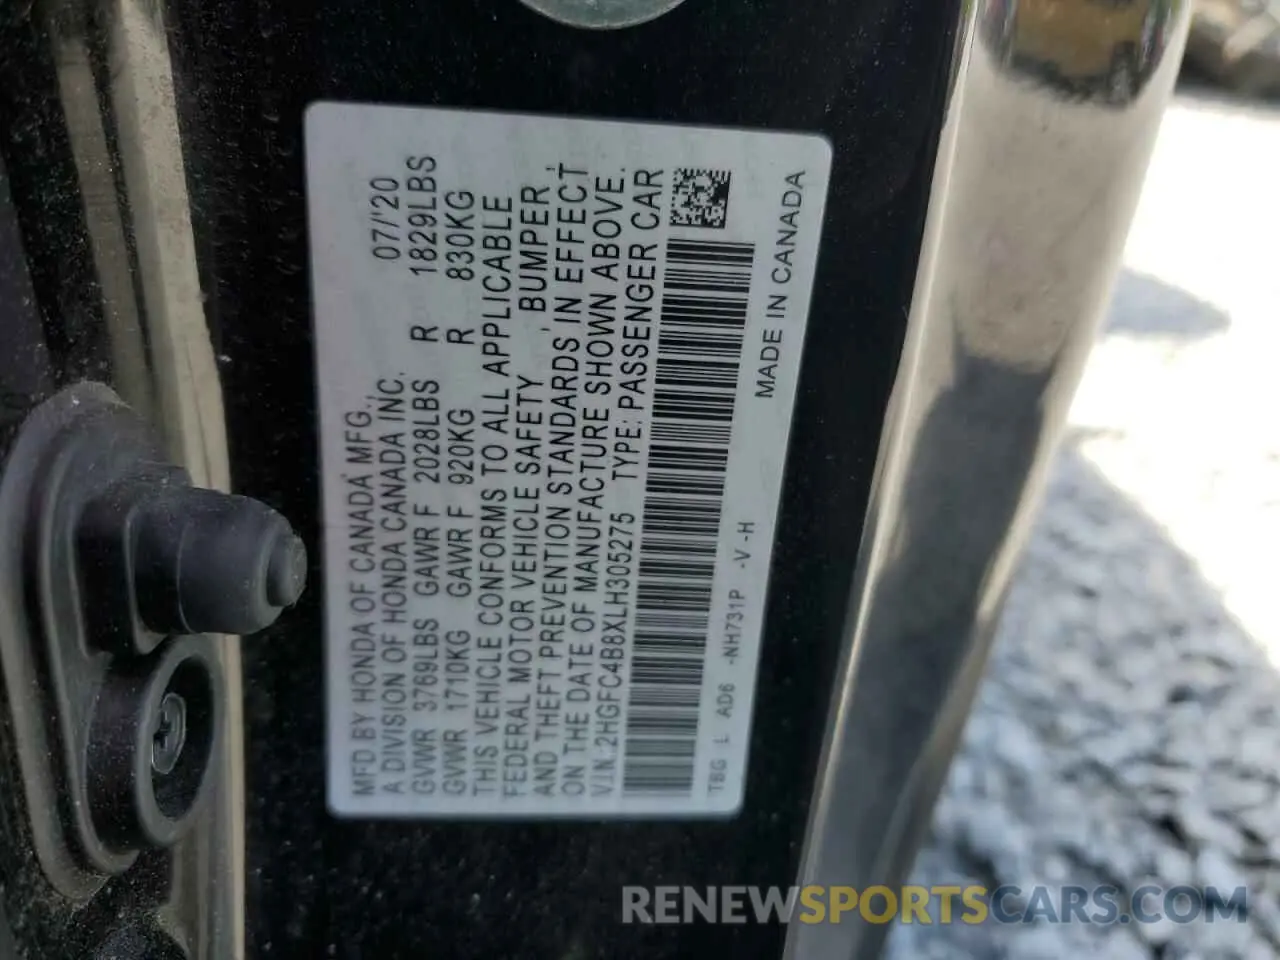 MFD BY HONDA OF CANADA MFG., 07/'20
A DIVISION OF HONDA CANADA INC.
GVWR 3769LBS GAWR F 2028LBS R 1829LBS
GVWR 1710KG GAWR F 920KG R 830KG
THIS VEHICLE CONFORMS TO ALL APPLICABLE
FEDERAL MOTOR VEHICLE SAFETY, BUMPER,
AND THEFT PREVENTION STANDARDS IN EFFECT
ON THE DATE OF MANUFACTURE SHOWN ABOVE.
V.I.N. 2HGFC4B8XLH305275 TYPE: PASSENGER CAR
TBG L AD6 -NH731P -V -H MADE IN CANADA
RENEWSPORTSCARS.COM